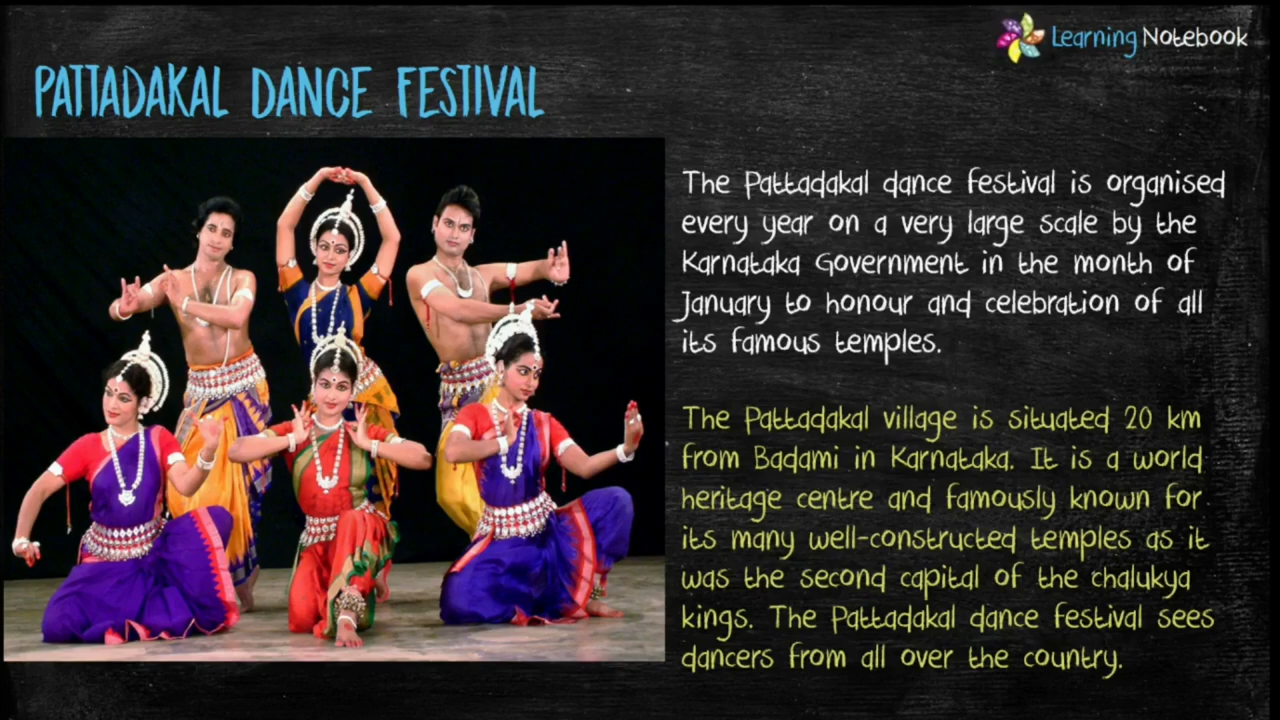 Learning Notebook
PATTADAKAL DANCE FESTIVAL
The Pattadakal dance festival is organised
every year on a very large scale by the
Karnataka Government in the month of
January to honour and celebration of all
its famous temples.
The Pattadakal village is situated 20 km
from Badami in Karnataka. It is a world
heritage centre and famously known for
its many well-constructed temples as it
was the second capital of the chalukya
kings. The Pattadakal dance festival sees
dancers from all over the country.